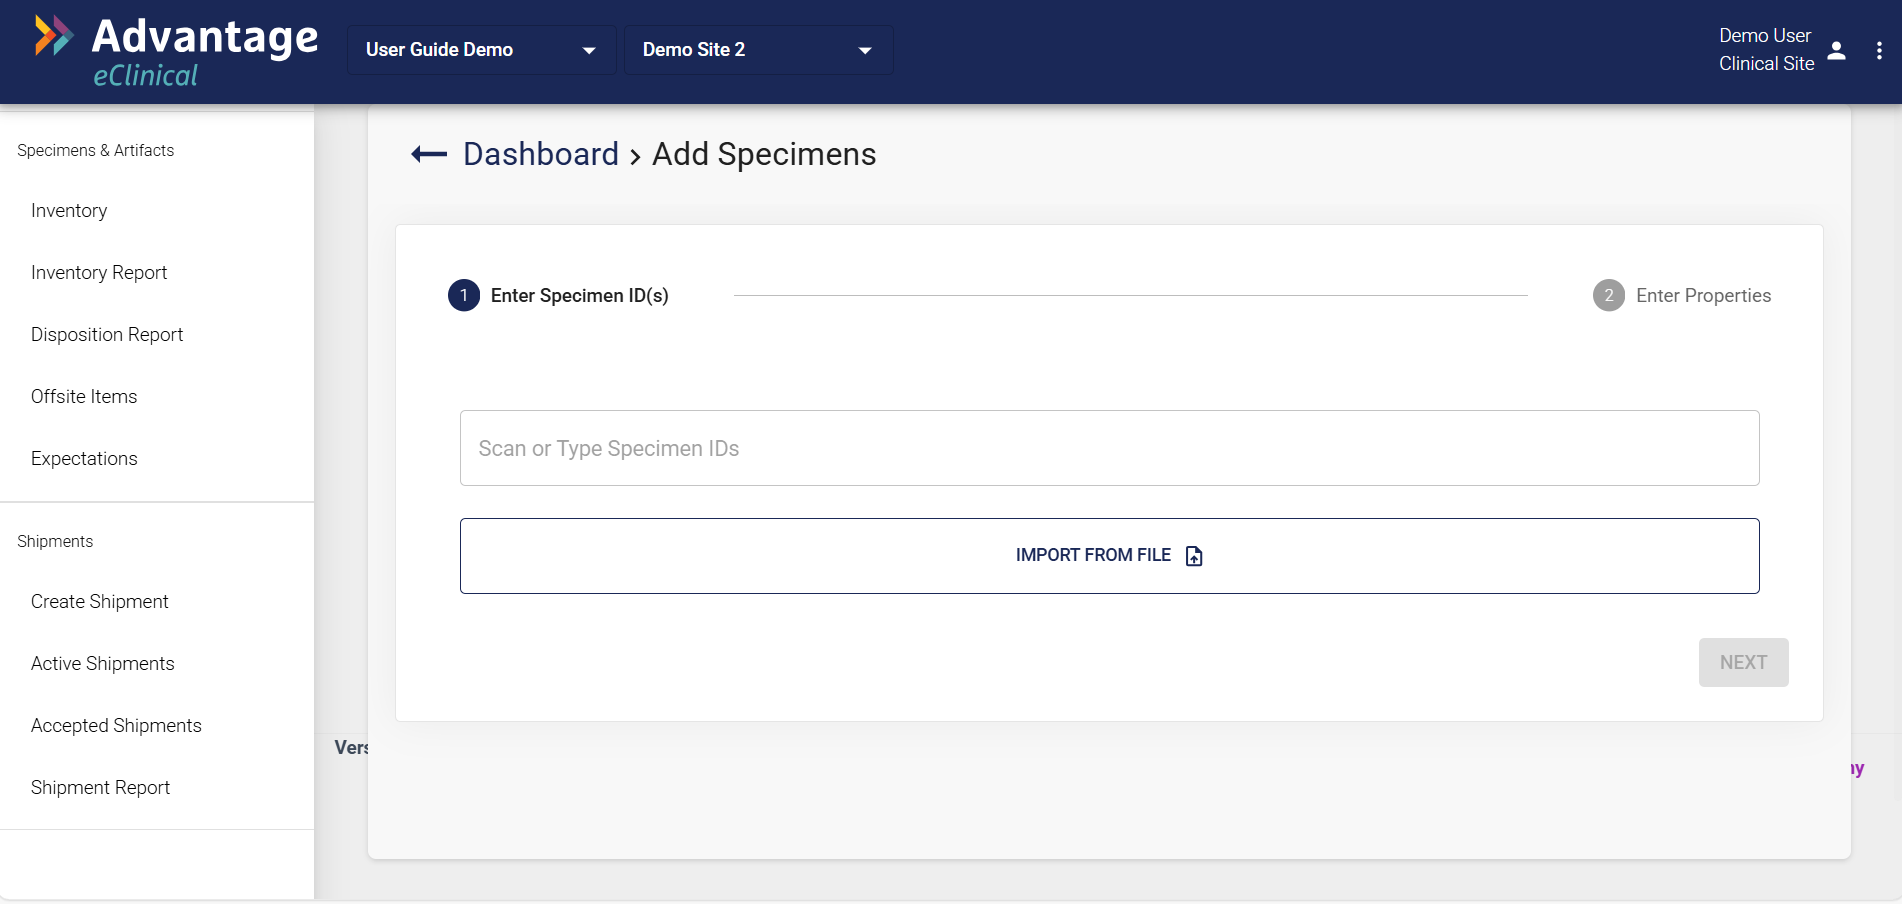 Advantage
eClinical
User Guide Demo
Demo Site 2
Demo User
Clinical Site
Specimens & Artifacts
Inventory
Inventory Report
Disposition Report
Offsite Items
Expectations
Shipments
Create Shipment
Active Shipments
Accepted Shipments
Shipment Report
Dashboard › Add Specimens
1 Enter Specimen ID(s)
2 Enter Properties
Scan or Type Specimen IDs
IMPORT FROM FILE
NEXT